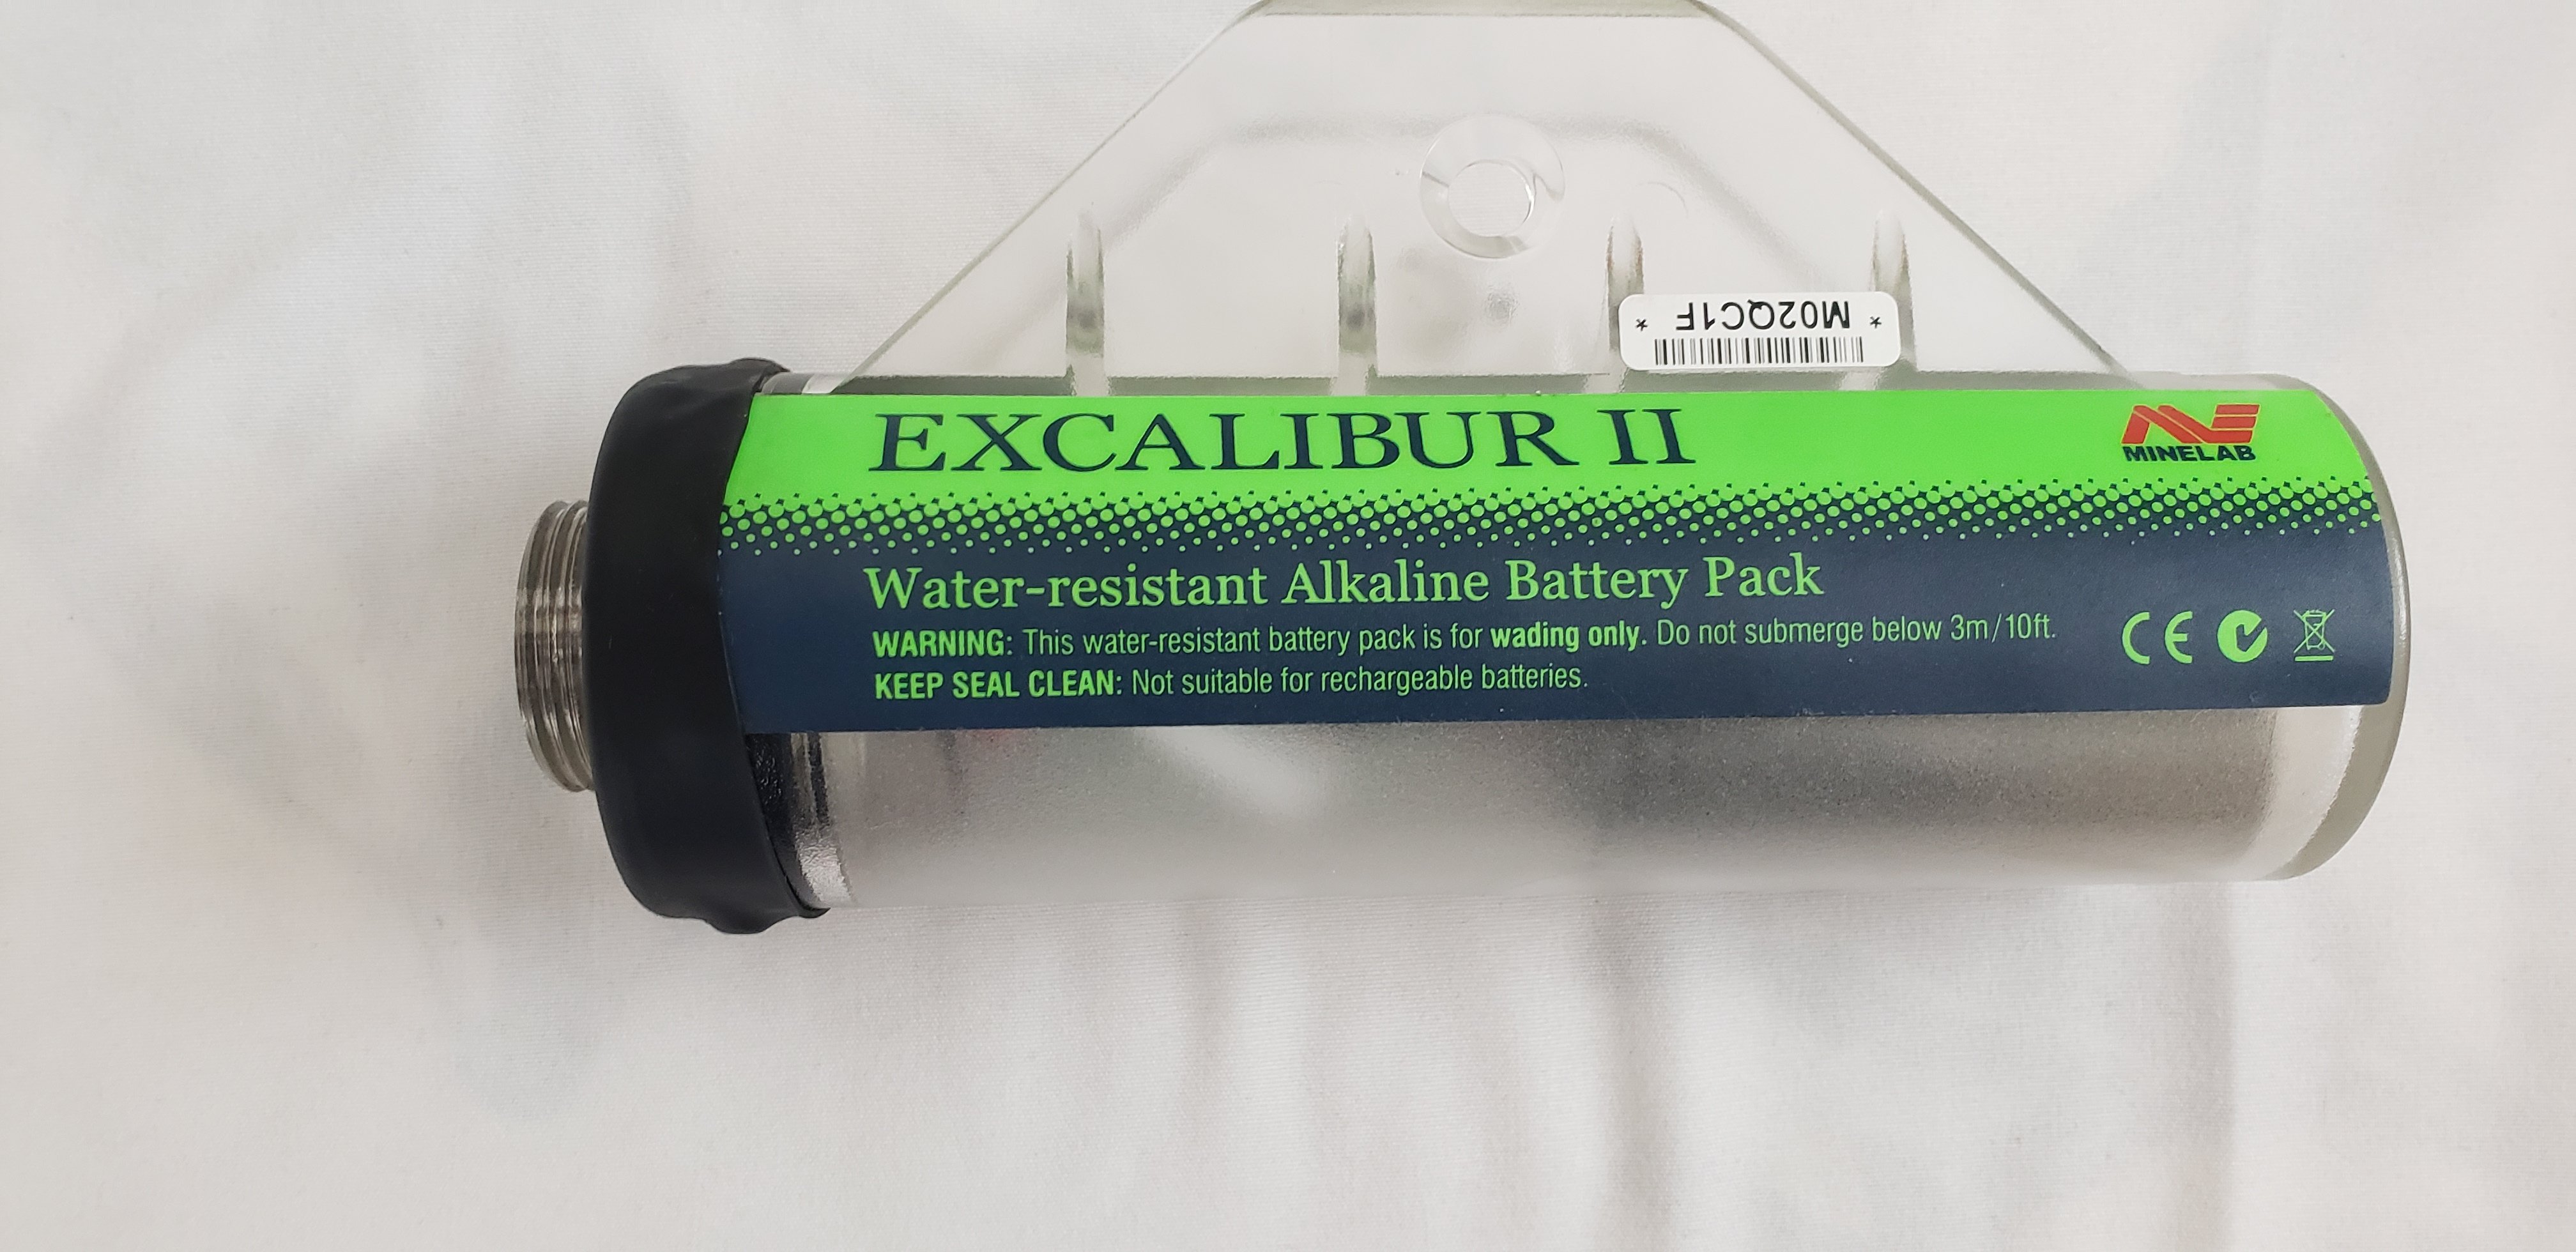 * M02QC1F *
EXCALIBUR II
MINELAB
Water-resistant Alkaline Battery Pack
WARNING: This water-resistant battery pack is for wading only. Do not submerge below 3m/10ft.
KEEP SEAL CLEAN: Not suitable for rechargeable batteries.
CE